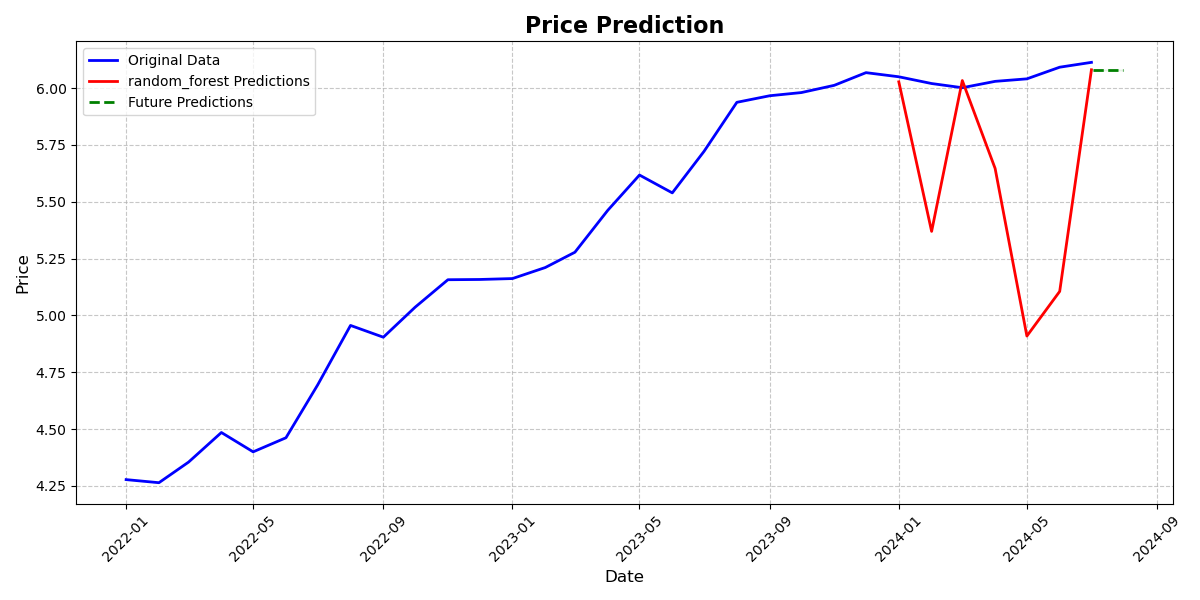 Price Prediction
Original Data
random_forest Predictions
Future Predictions
Price
6.00
5.75
5.50
5.25
5.00
4.75
4.50
4.25
2022-01
2022-05
2022-09
2023-01
2023-05
2023-09
2024-01
2024-05
2024-09
Date